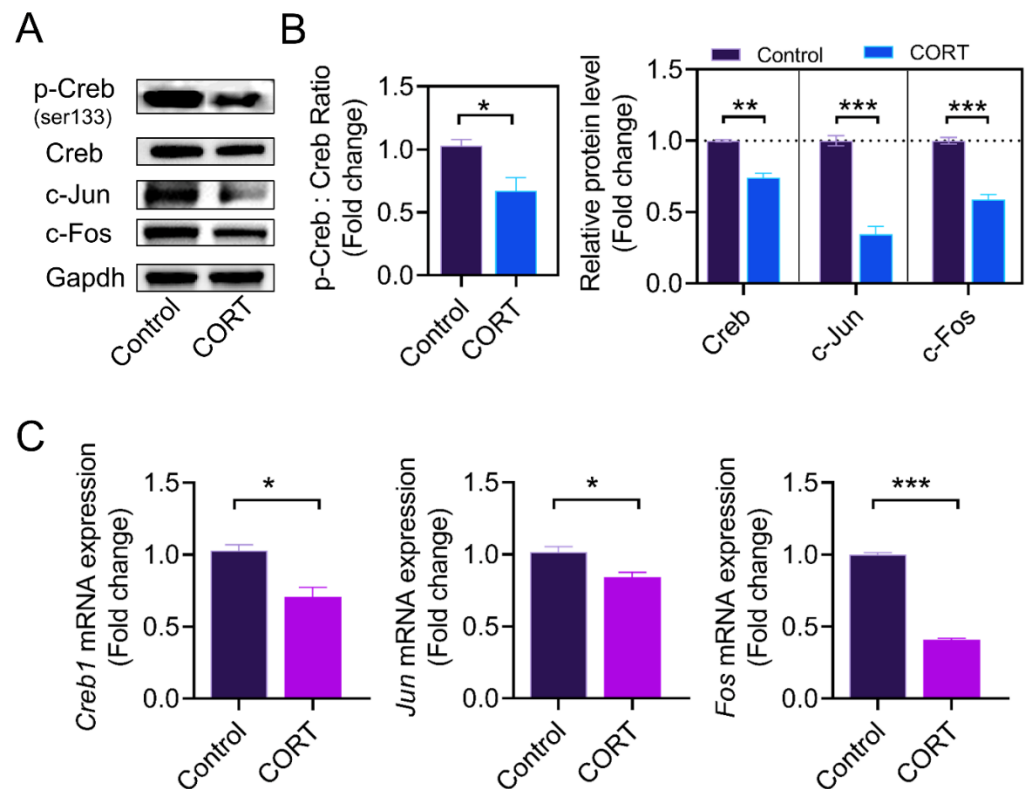 A
p-Creb
(ser133)
Creb
c-Jun
c-Fos
Gapdh
Control
CORT
B
p-Creb : Creb Ratio
(Fold change)
1.5
1.0
0.5
0.0
*
Control
CORT
Control
CORT
Relative protein level
(Fold change)
1.5
1.0
0.5
0.0
**
***
***
Creb
c-Jun
c-Fos
C
Creb1 mRNA expression
(Fold change)
1.5
1.0
0.5
0.0
*
Control
CORT
Jun mRNA expression
(Fold change)
1.5
1.0
0.5
0.0
*
Control
CORT
Fos mRNA expression
(Fold change)
1.5
1.0
0.5
0.0
***
Control
CORT